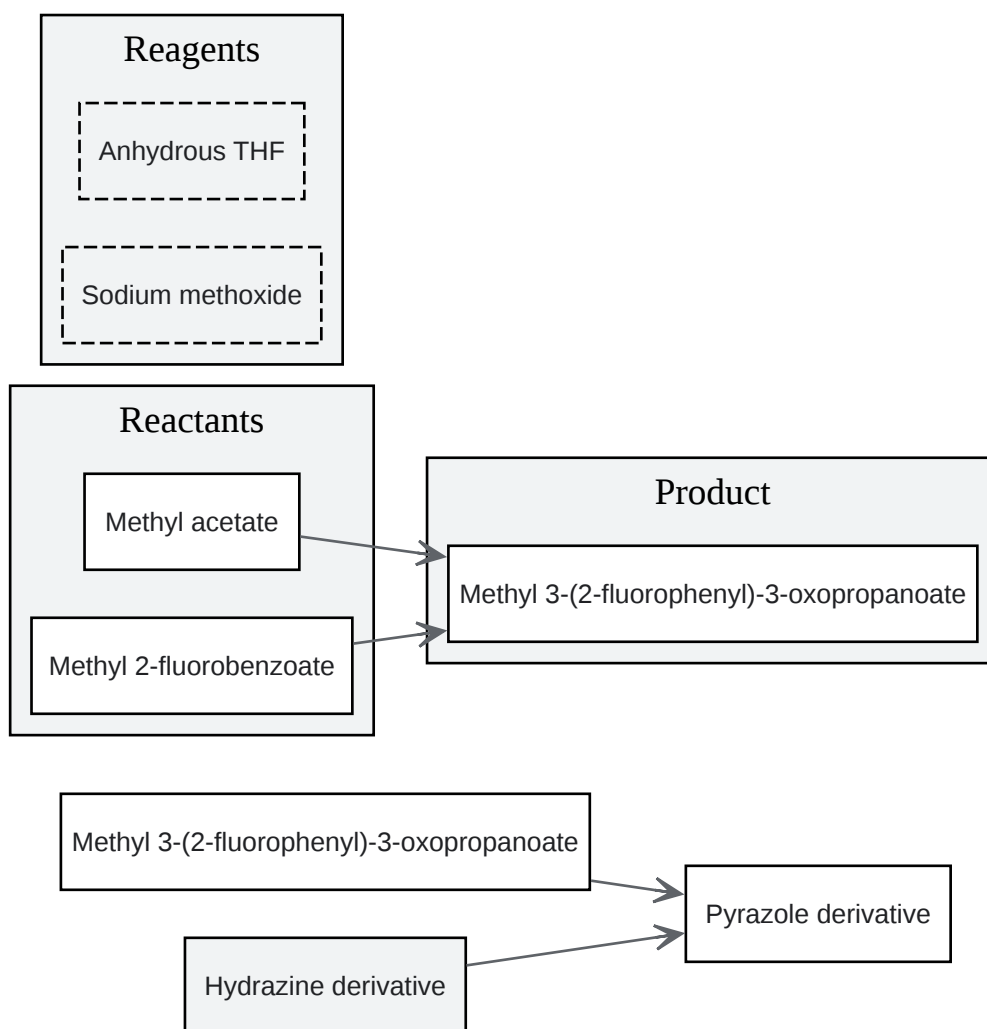 Reagents
Anhydrous THF
Sodium methoxide
Reactants
Methyl acetate
Methyl 2-fluorobenzoate
Product
Methyl 3-(2-fluorophenyl)-3-oxopropanoate
Methyl 3-(2-fluorophenyl)-3-oxopropanoate
Hydrazine derivative
Pyrazole derivative